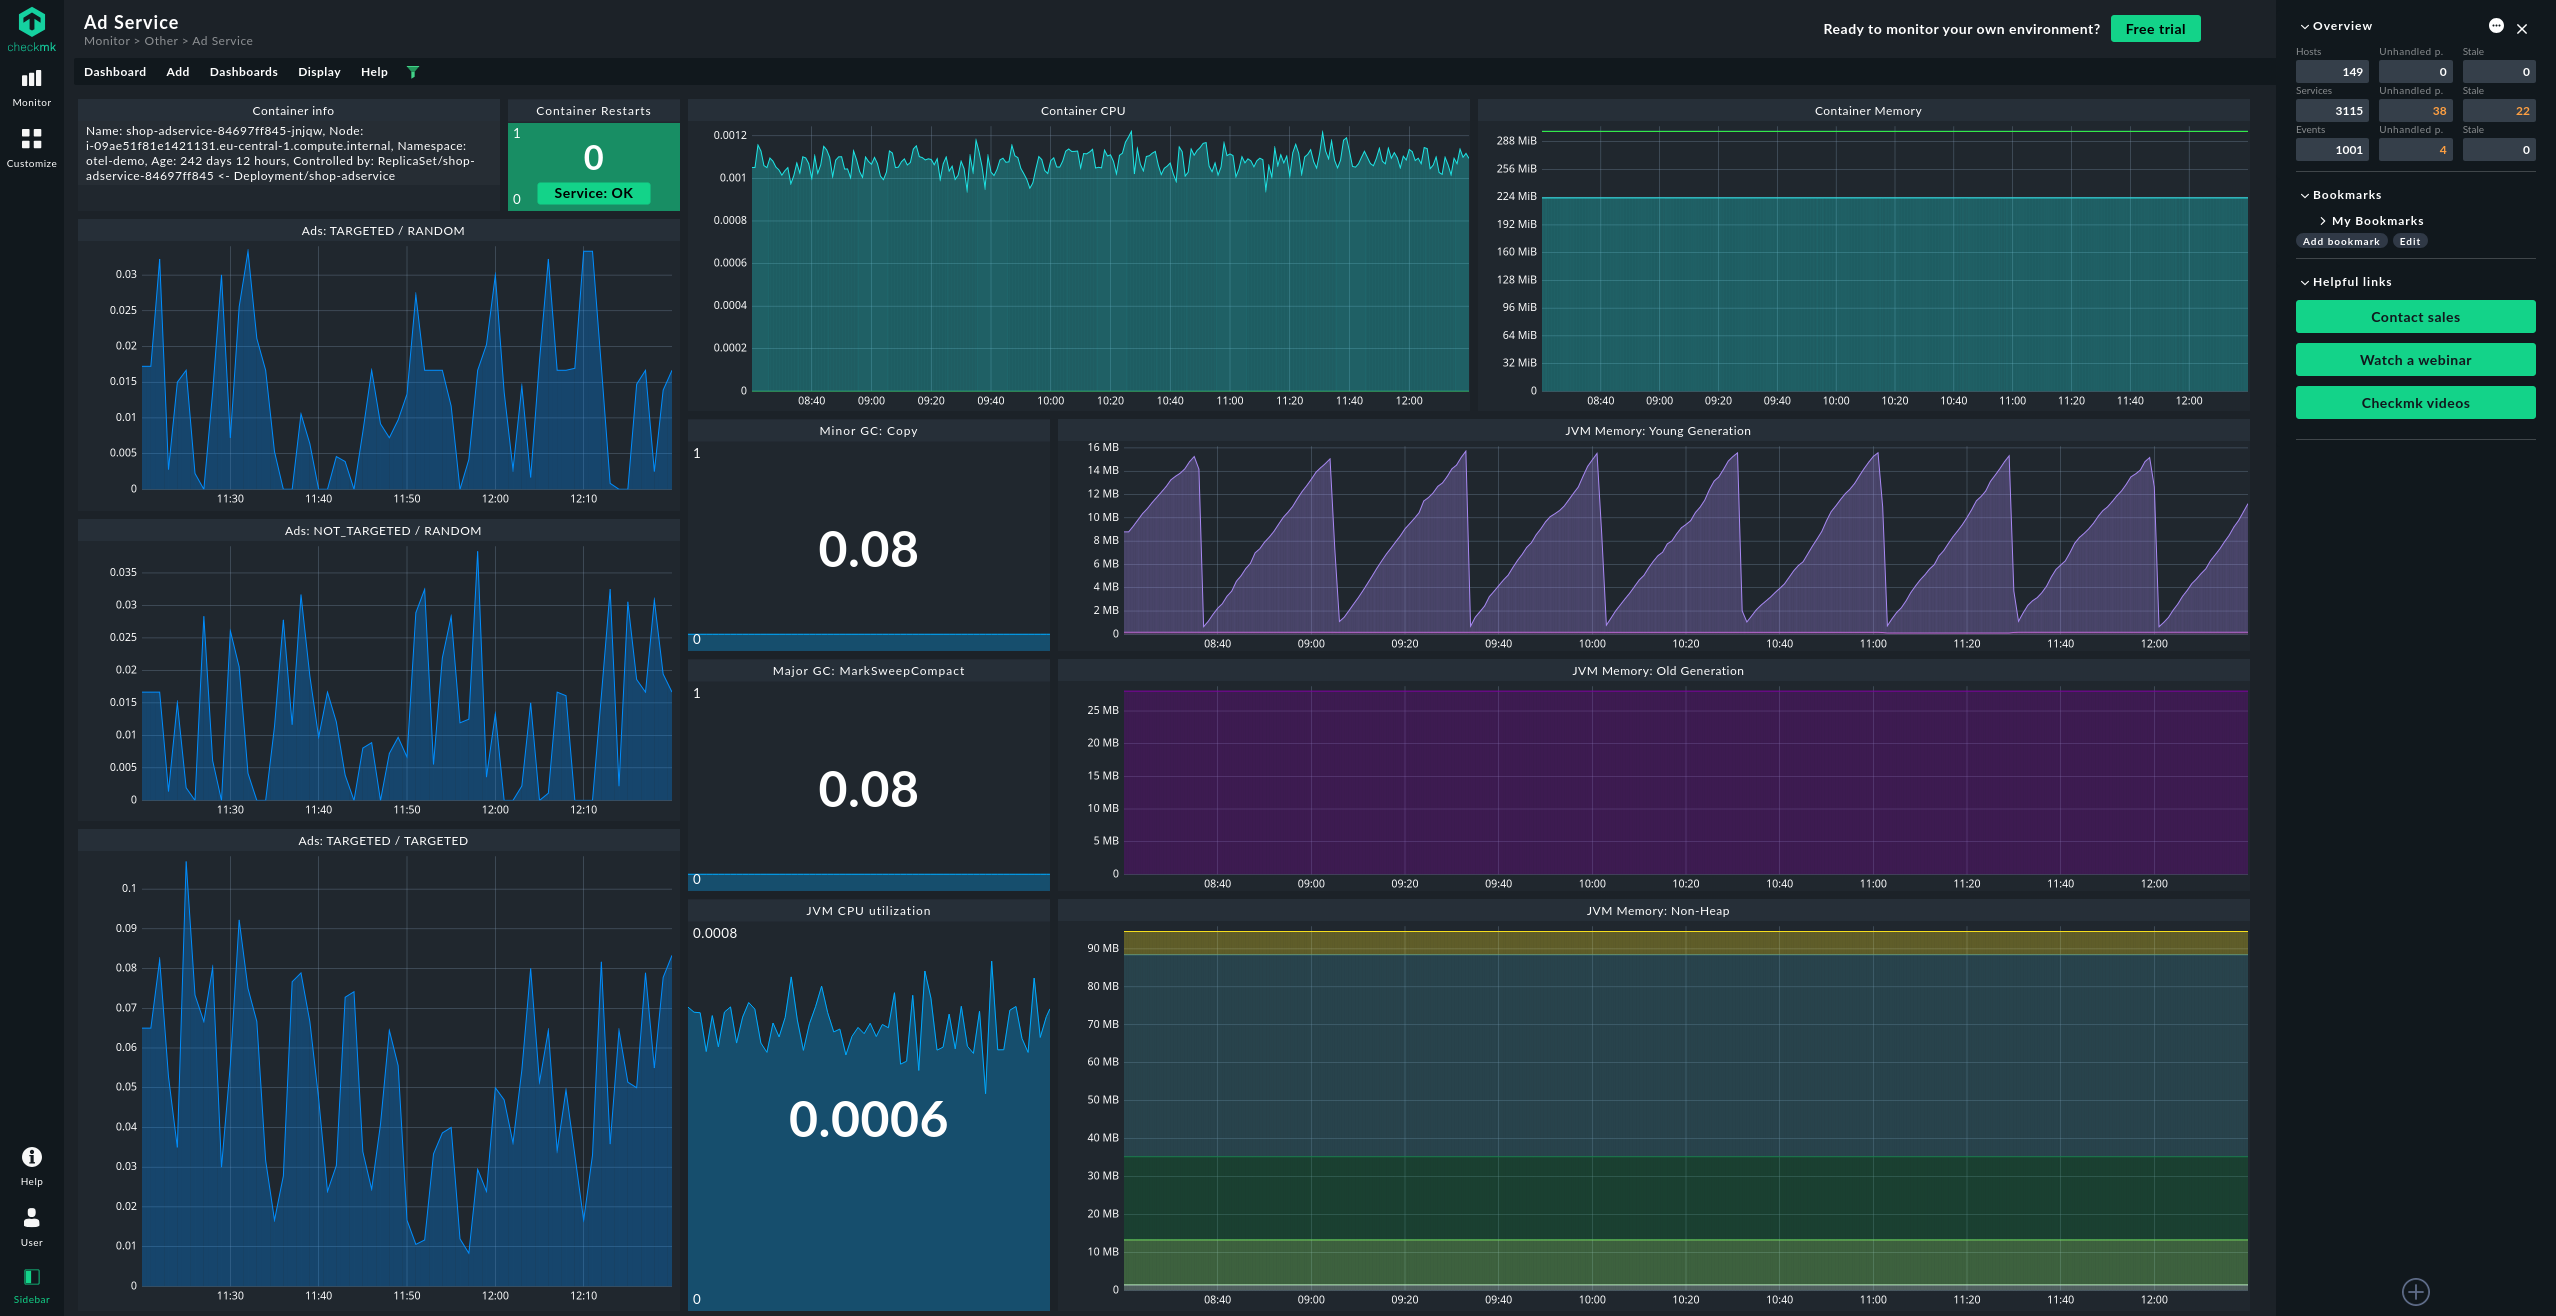 checkmk
Monitor
Customize
Help
User
Sidebar
Ad Service
Monitor > Other > Ad Service
Ready to monitor your own environment?
Free trial
Dashboard Add Dashboards Display Help
Container info
Name: shop-adservice-84697ff845-jnjqw, Node:
i-09ae51f81e1421131.eu-central-1.compute.internal, Namespace:
otel-demo, Age: 242 days 12 hours, Controlled by: ReplicaSet/shop-
adservice-84697ff845 <- Deployment/shop-adservice
Container Restarts
1
0
Service: OK
0
Container CPU
0.0012
0.001
0.0008
0.0006
0.0004
0.0002
0
08:40 09:00 09:20 09:40 10:00 10:20 10:40 11:00 11:20 11:40 12:00
Container Memory
288 MiB
256 MiB
224 MiB
192 MiB
160 MiB
128 MiB
96 MiB
64 MiB
32 MiB
0
08:40 09:00 09:20 09:40 10:00 10:20 10:40 11:00 11:20 11:40 12:00
Ads: TARGETED / RANDOM
0.03
0.025
0.02
0.015
0.01
0.005
0
11:30 11:40 11:50 12:00 12:10
Ads: NOT_TARGETED / RANDOM
0.035
0.03
0.025
0.02
0.015
0.01
0.005
0
11:30 11:40 11:50 12:00 12:10
Ads: TARGETED / TARGETED
0.1
0.09
0.08
0.07
0.06
0.05
0.04
0.03
0.02
0.01
0
11:30 11:40 11:50 12:00 12:10
Minor GC: Copy
1
0.08
0
JVM Memory: Young Generation
16 MB
14 MB
12 MB
10 MB
8 MB
6 MB
4 MB
2 MB
0
08:40 09:00 09:20 09:40 10:00 10:20 10:40 11:00 11:20 11:40 12:00
Major GC: MarkSweepCompact
1
0.08
0
JVM Memory: Old Generation
25 MB
20 MB
15 MB
10 MB
5 MB
0
08:40 09:00 09:20 09:40 10:00 10:20 10:40 11:00 11:20 11:40 12:00
JVM CPU utilization
0.0008
0.0006
0
JVM Memory: Non-Heap
90 MB
80 MB
70 MB
60 MB
50 MB
40 MB
30 MB
20 MB
10 MB
0
08:40 09:00 09:20 09:40 10:00 10:20 10:40 11:00 11:20 11:40 12:00
Overview
Hosts Unhandled p. Stale
149 0 0
Services Unhandled p. Stale
3115 38 22
Events Unhandled p. Stale
1001 4 0
Bookmarks
My Bookmarks
Add bookmark Edit
Helpful links
Contact sales
Watch a webinar
Checkmk videos